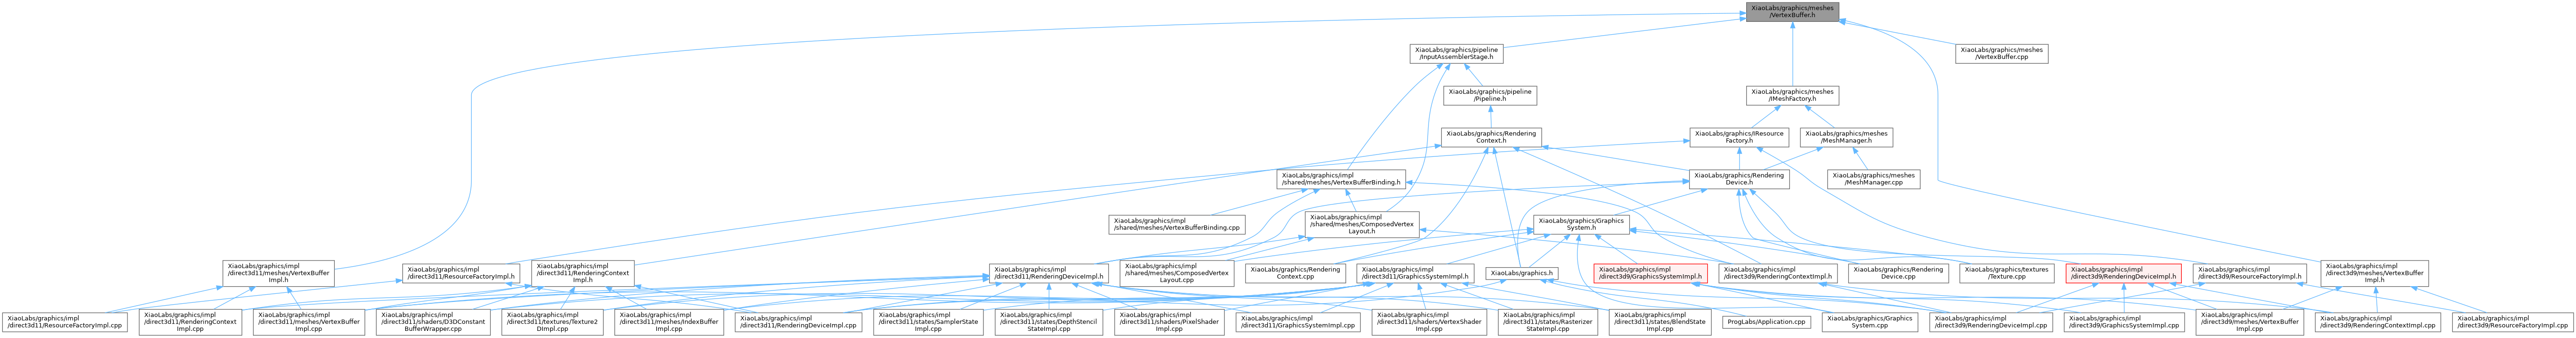 XiaoLabs/graphics/meshes
/VertexBuffer.h
XiaoLabs/graphics/pipeline
/InputAssemblerStage.h
XiaoLabs/graphics/meshes
/VertexBuffer.cpp
XiaoLabs/graphics/pipeline
/Pipeline.h
XiaoLabs/graphics/meshes
/IMeshFactory.h
XiaoLabs/graphics/Rendering
Context.h
XiaoLabs/graphics/IResource
Factory.h
XiaoLabs/graphics/meshes
/MeshManager.h
XiaoLabs/graphics/impl
/shared/meshes/VertexBufferBinding.h
XiaoLabs/graphics/Rendering
Device.h
XiaoLabs/graphics/meshes
/MeshManager.cpp
XiaoLabs/graphics/impl
/shared/meshes/VertexBufferBinding.cpp
XiaoLabs/graphics/impl
/shared/meshes/ComposedVertex
Layout.h
XiaoLabs/graphics/Graphics
System.h
XiaoLabs/graphics/impl
/direct3d11/meshes/VertexBuffer
Impl.h
XiaoLabs/graphics/impl
/direct3d11/ResourceFactoryImpl.h
XiaoLabs/graphics/impl
/direct3d11/RenderingContext
Impl.h
XiaoLabs/graphics/impl
/direct3d11/RenderingDeviceImpl.h
XiaoLabs/graphics/impl
/shared/meshes/ComposedVertex
Layout.cpp
XiaoLabs/graphics/Rendering
Context.cpp
XiaoLabs/graphics/impl
/direct3d11/GraphicsSystemImpl.h
XiaoLabs/graphics.h
XiaoLabs/graphics/impl
/direct3d9/GraphicsSystemImpl.h
XiaoLabs/graphics/impl
/direct3d9/RenderingContextImpl.h
XiaoLabs/graphics/Rendering
Device.cpp
XiaoLabs/graphics/textures
/Texture.cpp
XiaoLabs/graphics/impl
/direct3d9/RenderingDeviceImpl.h
XiaoLabs/graphics/impl
/direct3d9/ResourceFactoryImpl.h
XiaoLabs/graphics/impl
/direct3d9/meshes/VertexBuffer
Impl.h
XiaoLabs/graphics/impl
/direct3d11/ResourceFactoryImpl.cpp
XiaoLabs/graphics/impl
/direct3d11/RenderingContext
Impl.cpp
XiaoLabs/graphics/impl
/direct3d11/meshes/VertexBuffer
Impl.cpp
XiaoLabs/graphics/impl
/direct3d11/shaders/D3DConstant
BufferWrapper.cpp
XiaoLabs/graphics/impl
/direct3d11/textures/Texture2
DImpl.cpp
XiaoLabs/graphics/impl
/direct3d11/meshes/IndexBuffer
Impl.cpp
XiaoLabs/graphics/impl
/direct3d11/RenderingDeviceImpl.cpp
XiaoLabs/graphics/impl
/direct3d11/states/SamplerState
Impl.cpp
XiaoLabs/graphics/impl
/direct3d11/states/DepthStencil
StateImpl.cpp
XiaoLabs/graphics/impl
/direct3d11/shaders/PixelShader
Impl.cpp
XiaoLabs/graphics/impl
/direct3d11/GraphicsSystemImpl.cpp
XiaoLabs/graphics/impl
/direct3d11/shaders/VertexShader
Impl.cpp
XiaoLabs/graphics/impl
/direct3d11/states/Rasterizer
StateImpl.cpp
XiaoLabs/graphics/impl
/direct3d11/states/BlendState
Impl.cpp
ProgLabs/Application.cpp
XiaoLabs/graphics/Graphics
System.cpp
XiaoLabs/graphics/impl
/direct3d9/RenderingDeviceImpl.cpp
XiaoLabs/graphics/impl
/direct3d9/GraphicsSystemImpl.cpp
XiaoLabs/graphics/impl
/direct3d9/meshes/VertexBuffer
Impl.cpp
XiaoLabs/graphics/impl
/direct3d9/RenderingContextImpl.cpp
XiaoLabs/graphics/impl
/direct3d9/ResourceFactoryImpl.cpp